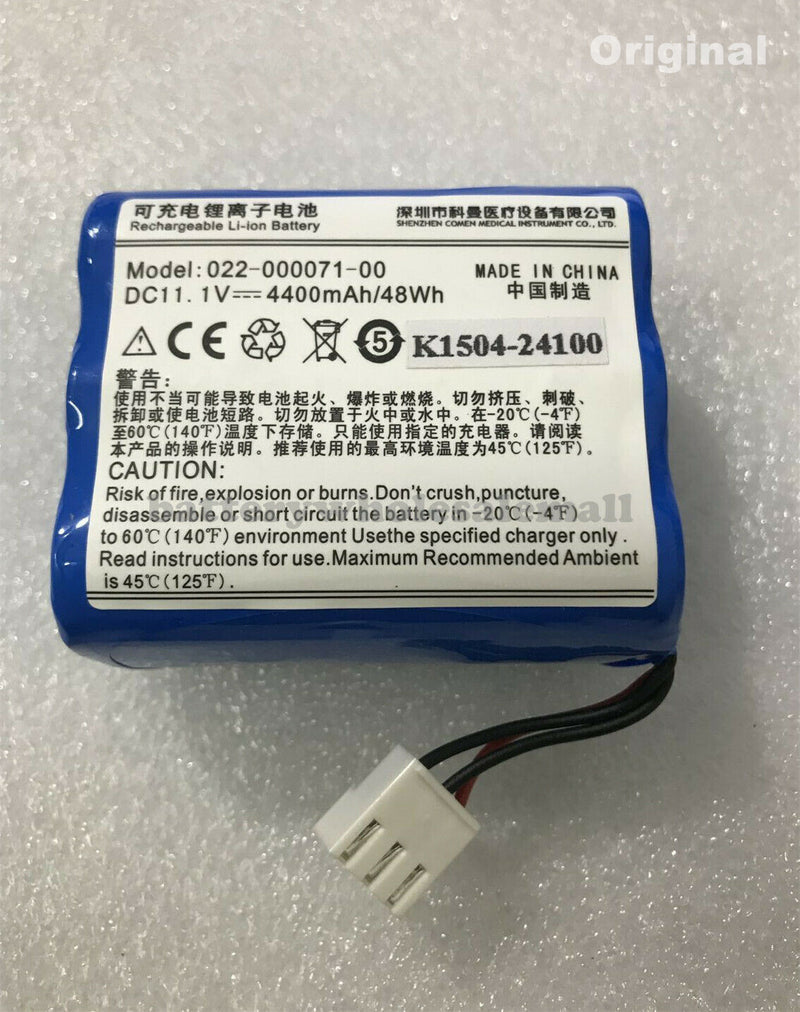 Original
可充电锂离子电池
Rechargeable Li-ion Battery
深圳市科曼医疗设备有限公司
SHENZHEN COMEN MEDICAL INSTRUMENT CO., LTD.
Model:022-000071-00
DC11.1V⎓4400mAh/48Wh
MADE IN CHINA
中国制造
CE
5
K1504-24100
警告:
使用不当可能导致电池起火、爆炸或燃烧。切勿挤压、刺破、
拆卸或使电池短路。切勿放置于火中或水中。在-20℃(-4℉)
至60℃(140℉)温度下存储。只能使用指定的充电器。请阅读
本产品的操作说明。推荐使用的最高环境温度为45℃(125℉)。
CAUTION:
Risk of fire,explosion or burns.Don't crush,puncture,
disassemble or short circuit the battery in -20℃(-4℉)
to 60℃(140℉) environment Usethe specified charger only .
Read instructions for use.Maximum Recommended Ambient
is 45℃(125℉) .